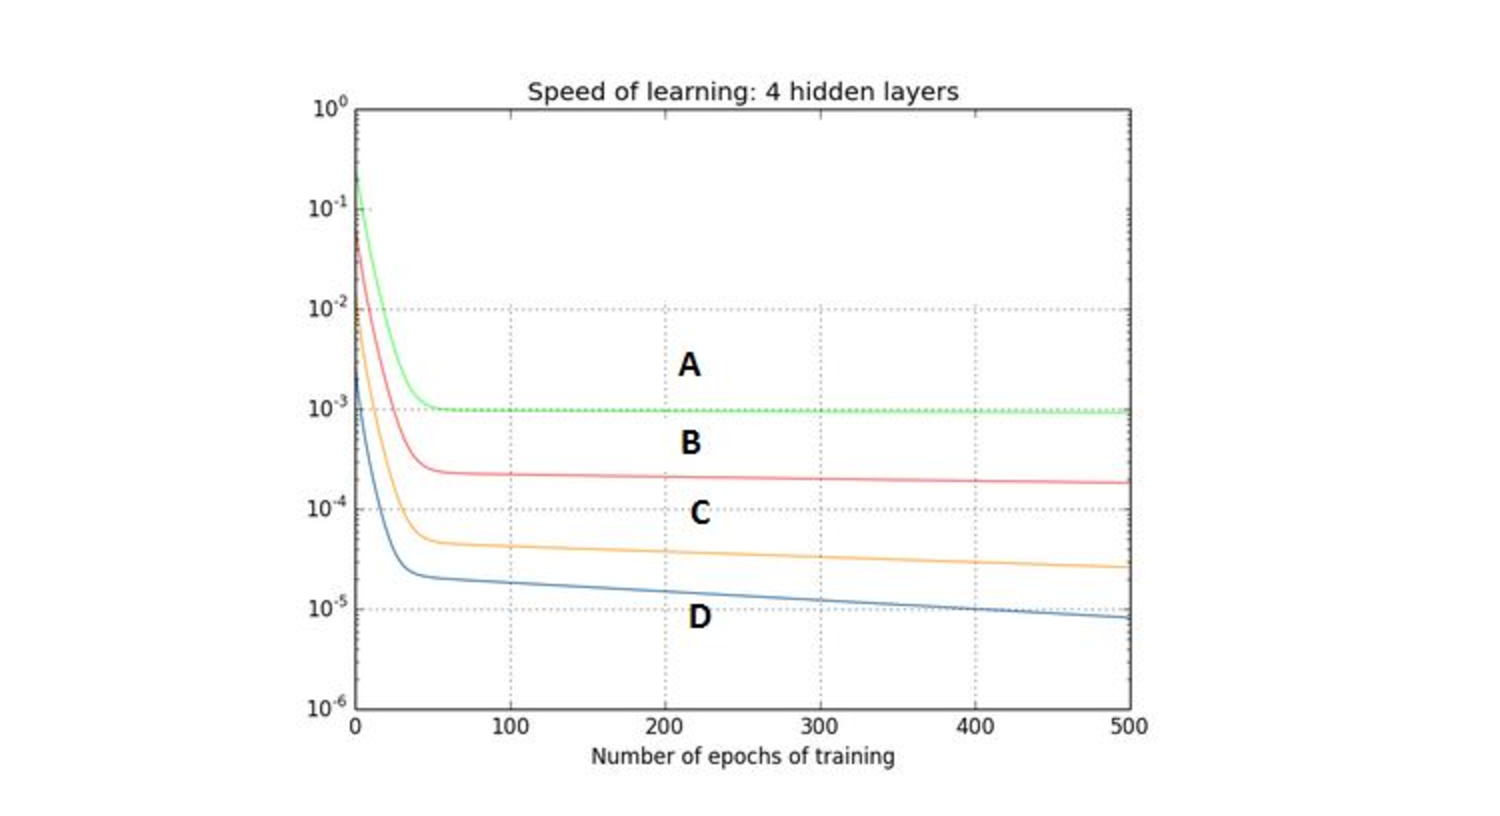 Speed of learning: 4 hidden layers
10^0
10^-1
10^-2
A
10^-3
B
C
10^-4
10^-5
D
10^-6
0 100 200 300 400 500
Number of epochs of training